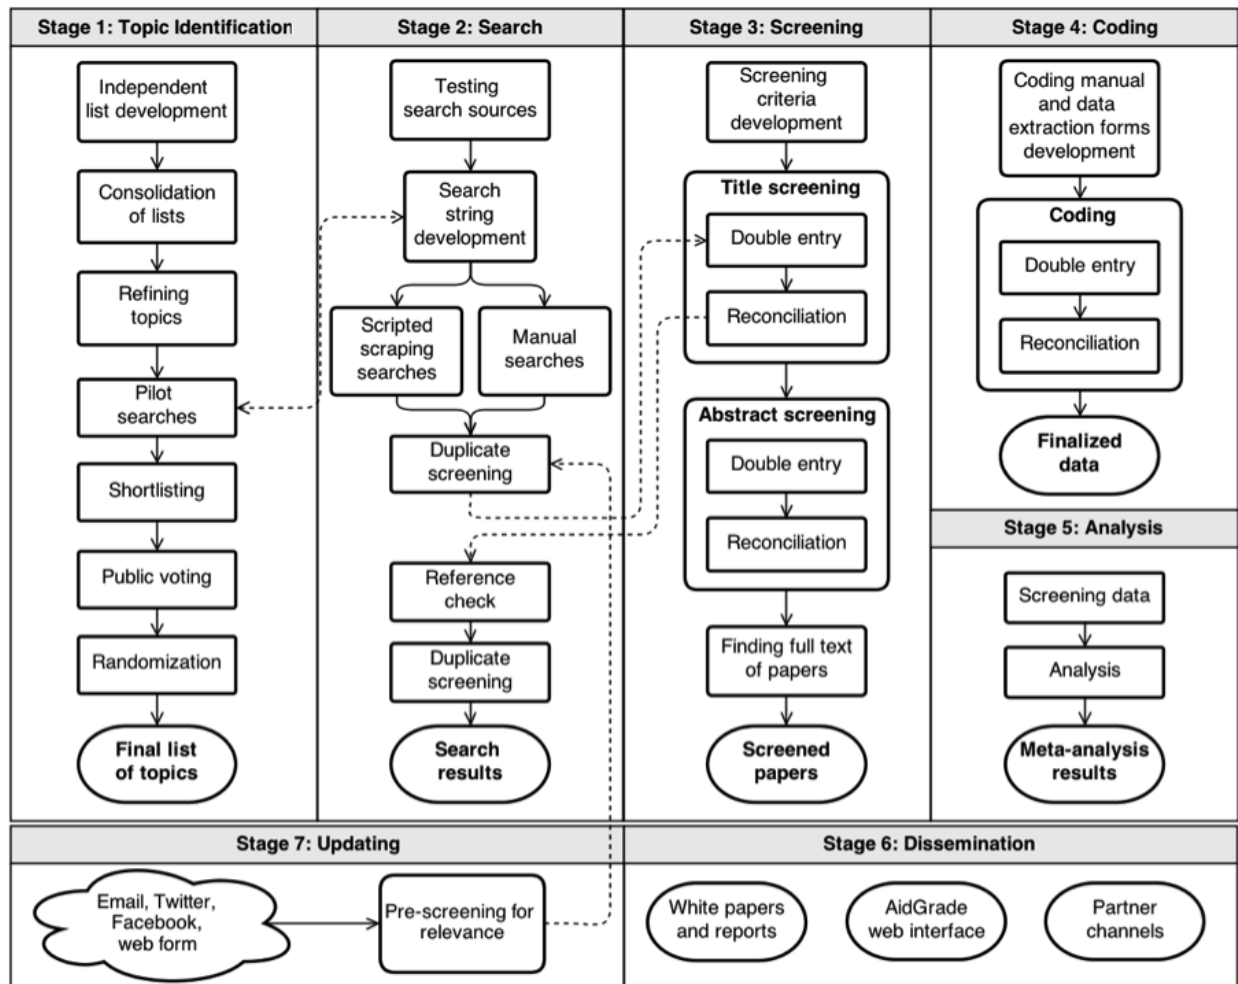 Stage 1: Topic Identification
Independent
list development
Consolidation
of lists
Refining
topics
Pilot
searches
Shortlisting
Public voting
Randomization
Final list
of topics
Stage 2: Search
Testing
search sources
Search
string
development
Scripted
scraping
searches
Manual
searches
Duplicate
screening
Reference
check
Duplicate
screening
Search
results
Stage 3: Screening
Screening
criteria
development
Title screening
Double entry
Reconciliation
Abstract screening
Double entry
Reconciliation
Finding full text
of papers
Screened
papers
Stage 4: Coding
Coding manual
and data
extraction forms
development
Coding
Double entry
Reconciliation
Finalized
data
Stage 5: Analysis
Screening data
Analysis
Meta-analysis
results
Stage 7: Updating
Email, Twitter,
Facebook,
web form
Pre-screening for
relevance
Stage 6: Dissemination
White papers
and reports
AidGrade
web interface
Partner
channels